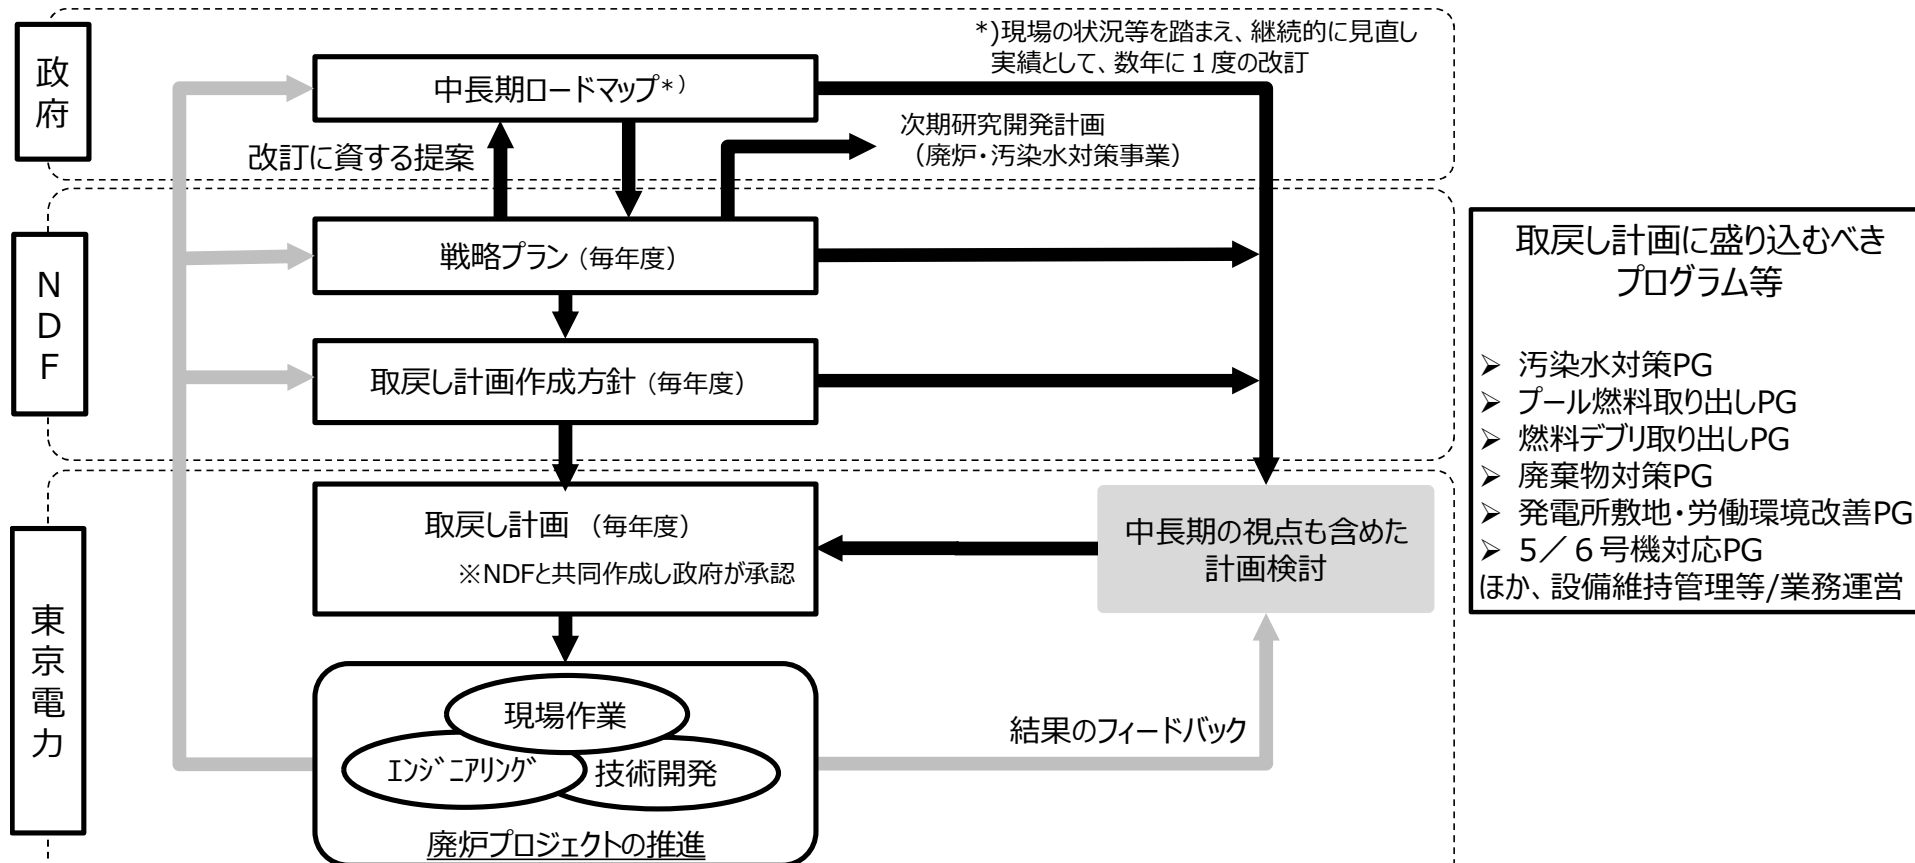 政府
*)現場の状況等を踏まえ、継続的に見直し
実績として、数年に１度の改訂
中長期ロードマップ*)
改訂に資する提案
次期研究開発計画
（廃炉・汚染水対策事業）
NDF
戦略プラン（毎年度）
取戻し計画作成方針（毎年度）
東京電力
取戻し計画（毎年度）
※NDFと共同作成し政府が承認
中長期の視点も含めた
計画検討
現場作業
エンジニアリング
技術開発
廃炉プロジェクトの推進
結果のフィードバック
取戻し計画に盛り込むべき
プログラム等
➢ 汚染水対策PG
➢ プール燃料取り出しPG
➢ 燃料デブリ取り出しPG
➢ 廃棄物対策PG
➢ 発電所敷地・労働環境改善PG
➢ ５／６号機対応PG
ほか、設備維持管理等/業務運営